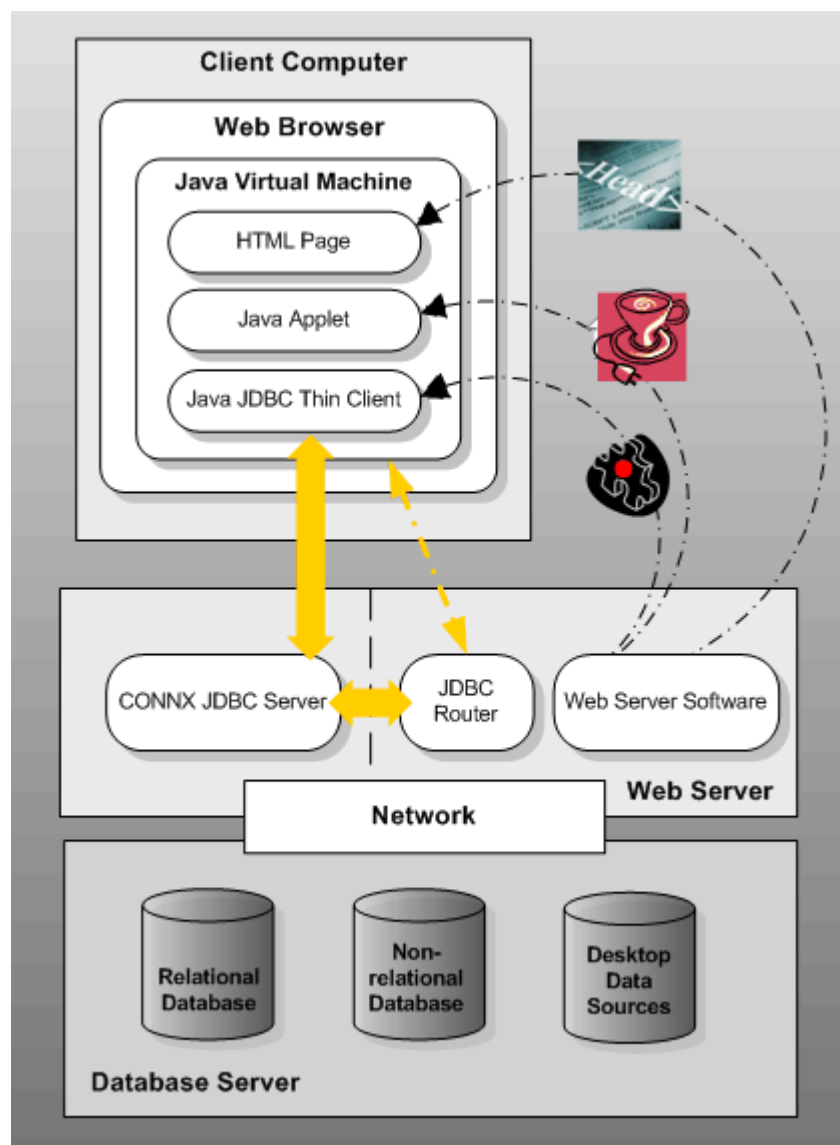 Client Computer
Web Browser
Java Virtual Machine
HTML Page
<Head>
Java Applet
Java JDBC Thin Client
CONNX JDBC Server
JDBC
Router
Web Server Software
Web Server
Network
Relational
Database
Non-
relational
Database
Desktop
Data
Sources
Database Server